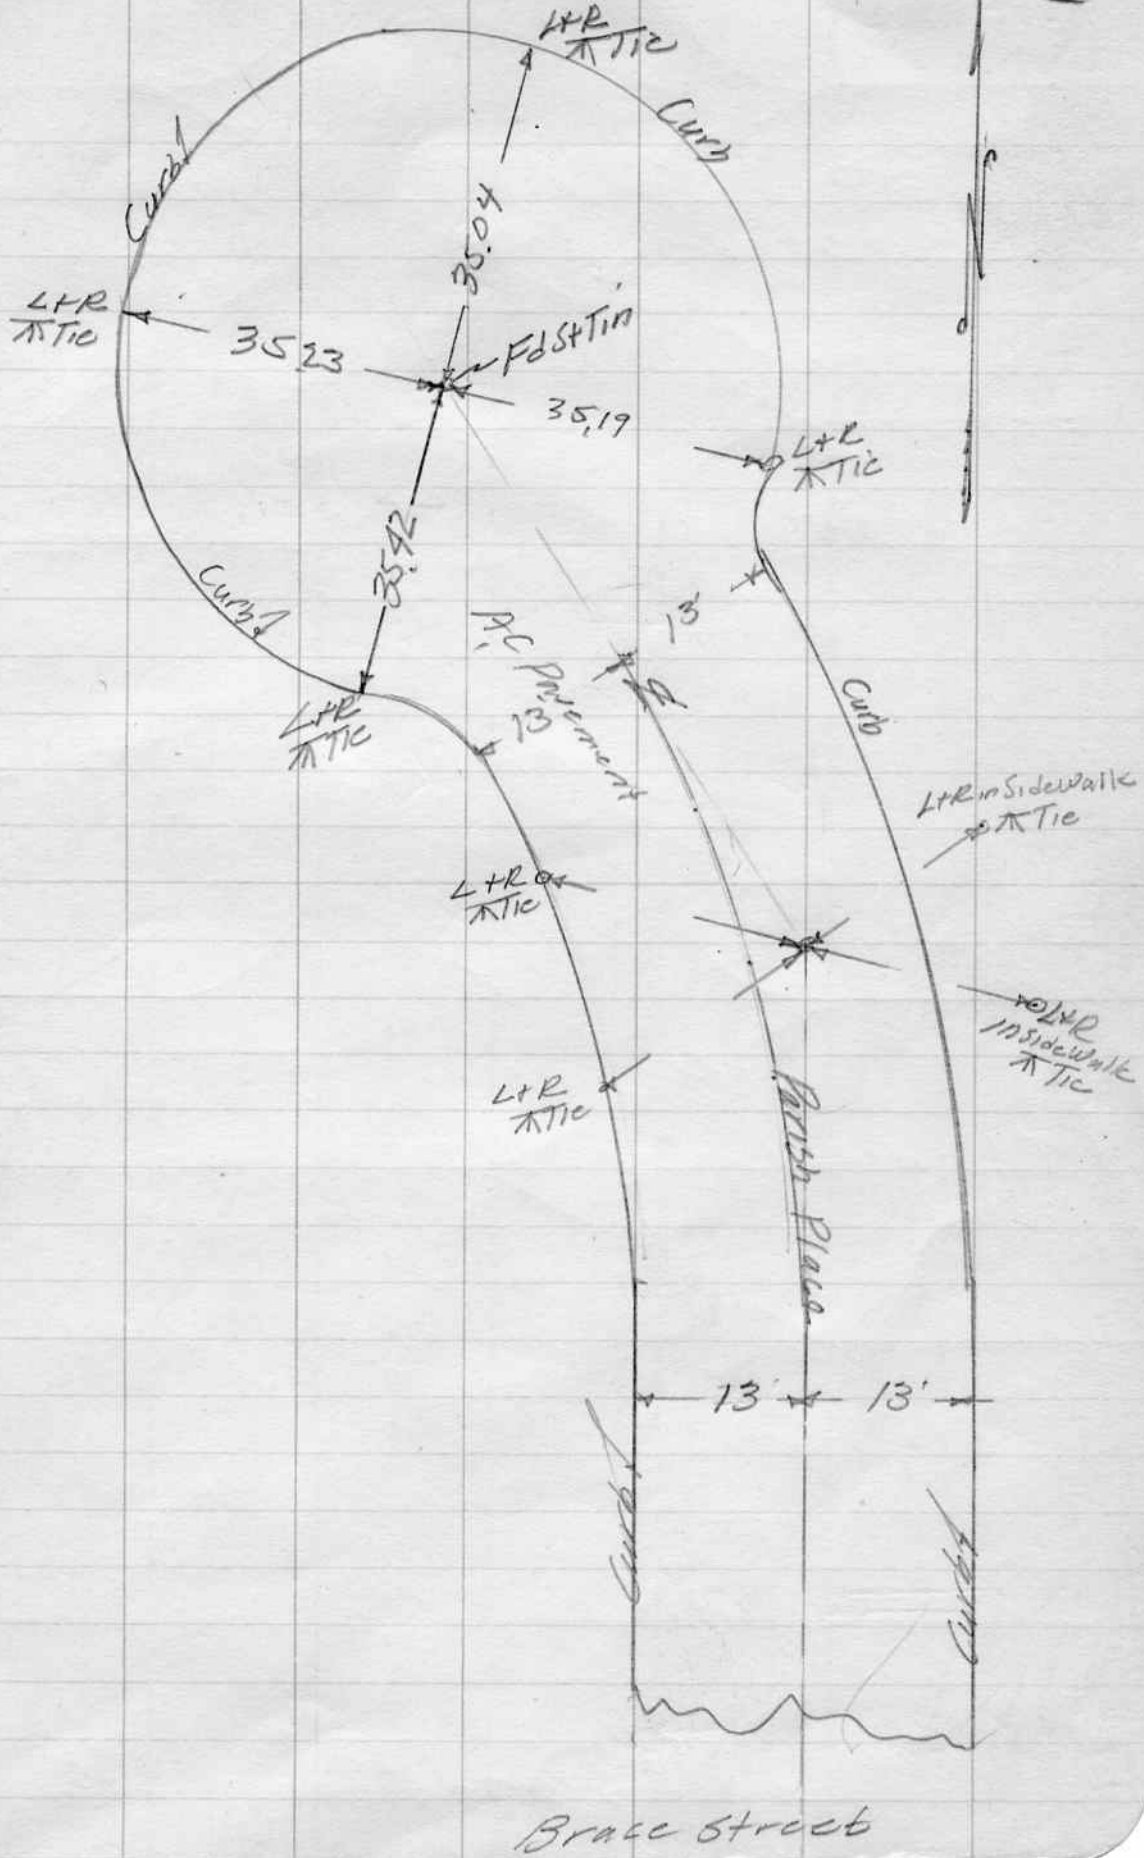 L+R
Tie
Curb
Curb
35.04
L+R
Tie
35.23
Fd S+Tin
35.19
L+R
Tie
35.42
Curb
13'
A.C. Pavement
13'
L+R
Tie
Curb
L+R in Sidewalk
Tie
L+R
Tie
L+R
in Sidewalk
Tie
L+R
Tie
Parish Place
13'
13'
Curb
Curb
Brace Street